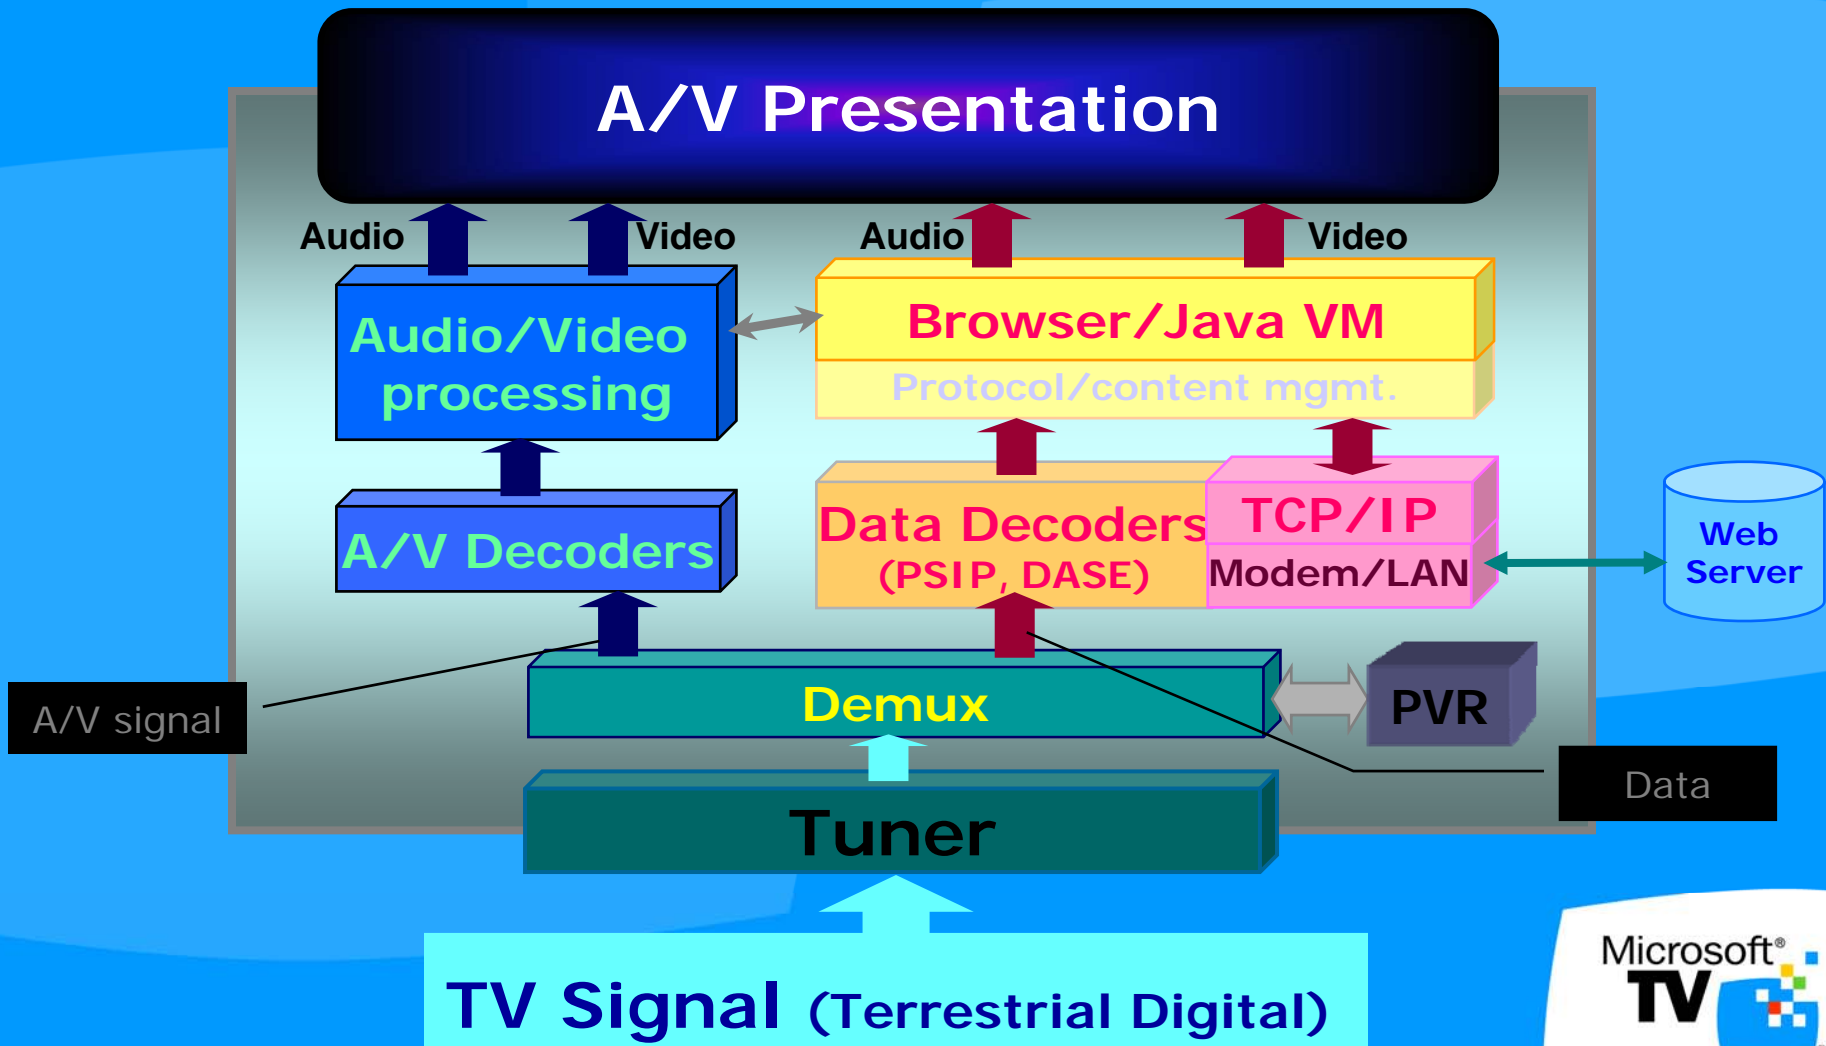 A/V Presentation
Audio
Video
Audio
Video
Audio/Video
processing
Browser/Java VM
Protocol/content mgmt.
A/V Decoders
Data Decoders
(PSIP, DASE)
TCP/IP
Modem/LAN
Web
Server
A/V signal
Demux
PVR
Data
Tuner
TV Signal (Terrestrial Digital)
Microsoft®
TV